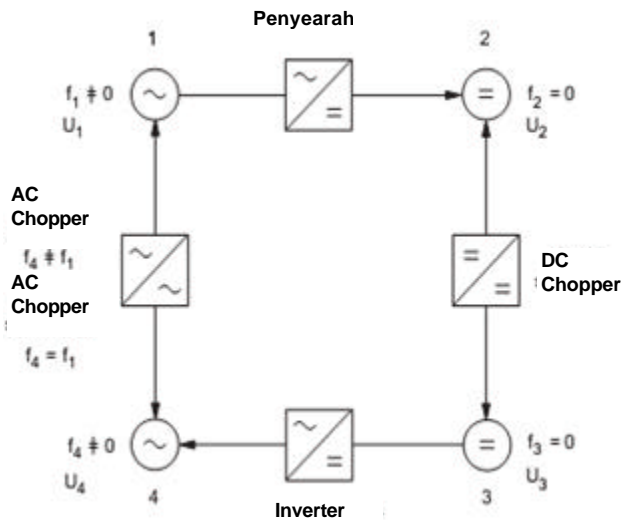 Penyearah
1
2
f₁ ǂ 0
U₁
~
~
=
=
f₂ = 0
U₂
AC
Chopper
f₄ ǂ f₁
AC
Chopper
f₄ = f₁
~
~
=
=
DC
Chopper
f₄ ǂ 0
U₄
~
~
=
=
f₃ = 0
U₃
4
3
Inverter